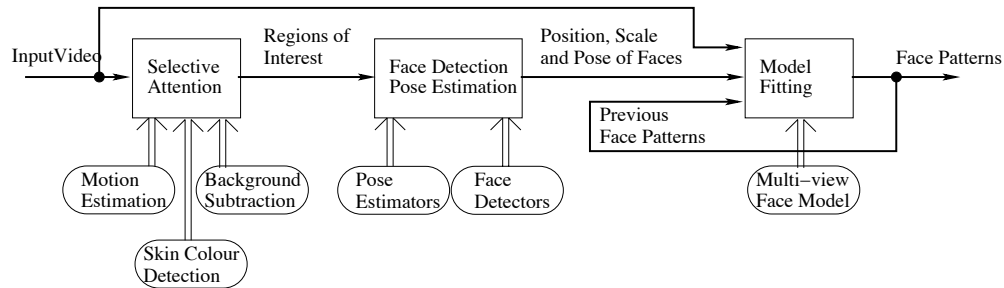 InputVideo
Selective
Attention
Regions of
Interest
Face Detection
Pose Estimation
Position, Scale
and Pose of Faces
Model
Fitting
Face Patterns
Previous
Face Patterns
Motion
Estimation
Background
Subtraction
Skin Colour
Detection
Pose
Estimators
Face
Detectors
Multi−view
Face Model